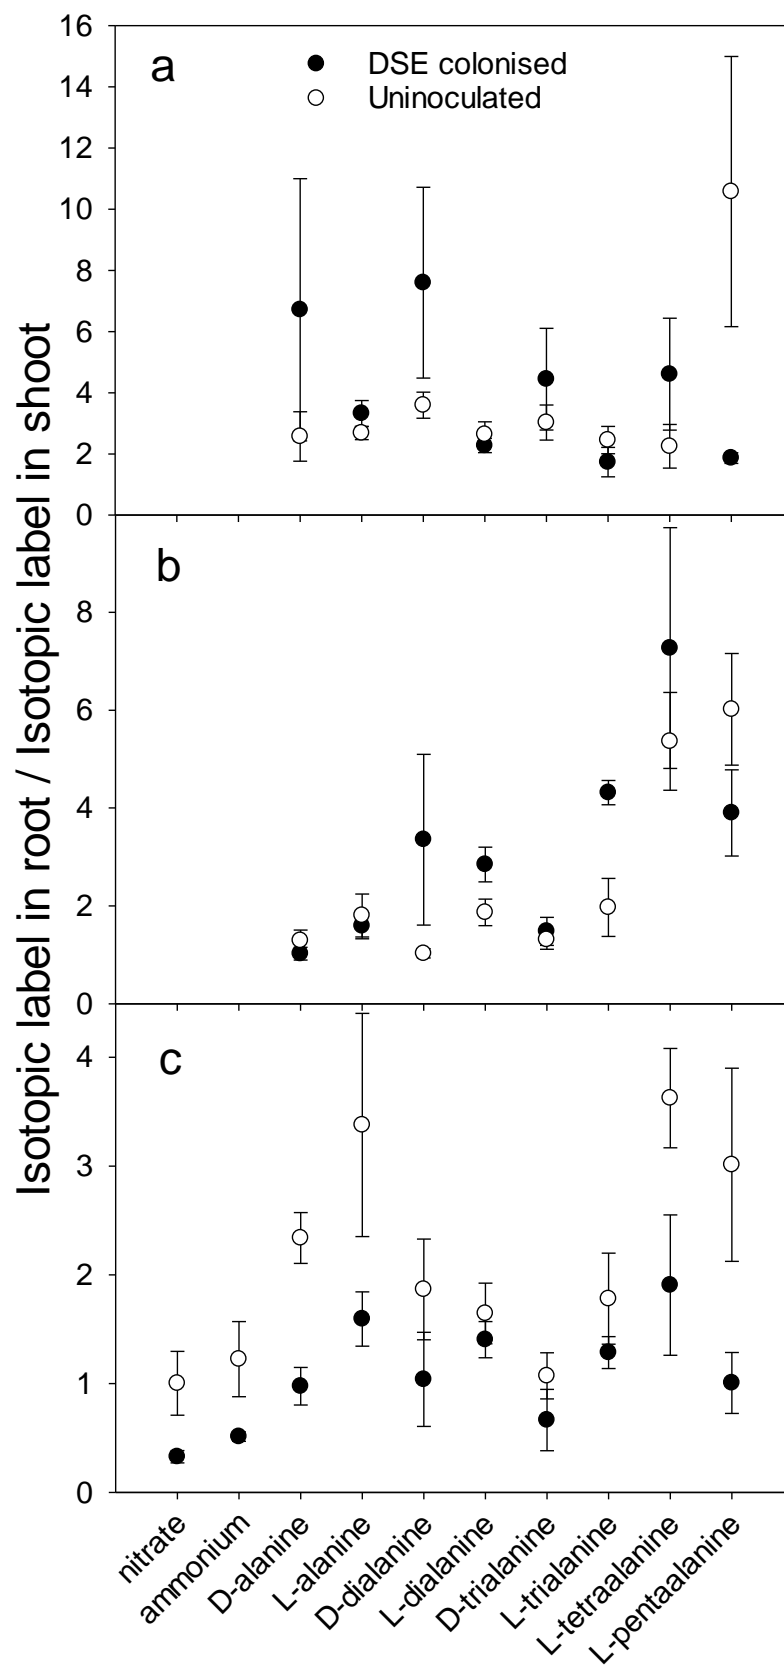 Isotopic label in root / Isotopic label in shoot
a
DSE colonised
Uninoculated
16
14
12
10
8
6
4
2
0
b
8
6
4
2
0
c
4
3
2
1
0
nitrate
ammonium
D-alanine
L-alanine
D-dialanine
L-dialanine
D-trialanine
L-trialanine
L-tetraalanine
L-pentaalanine